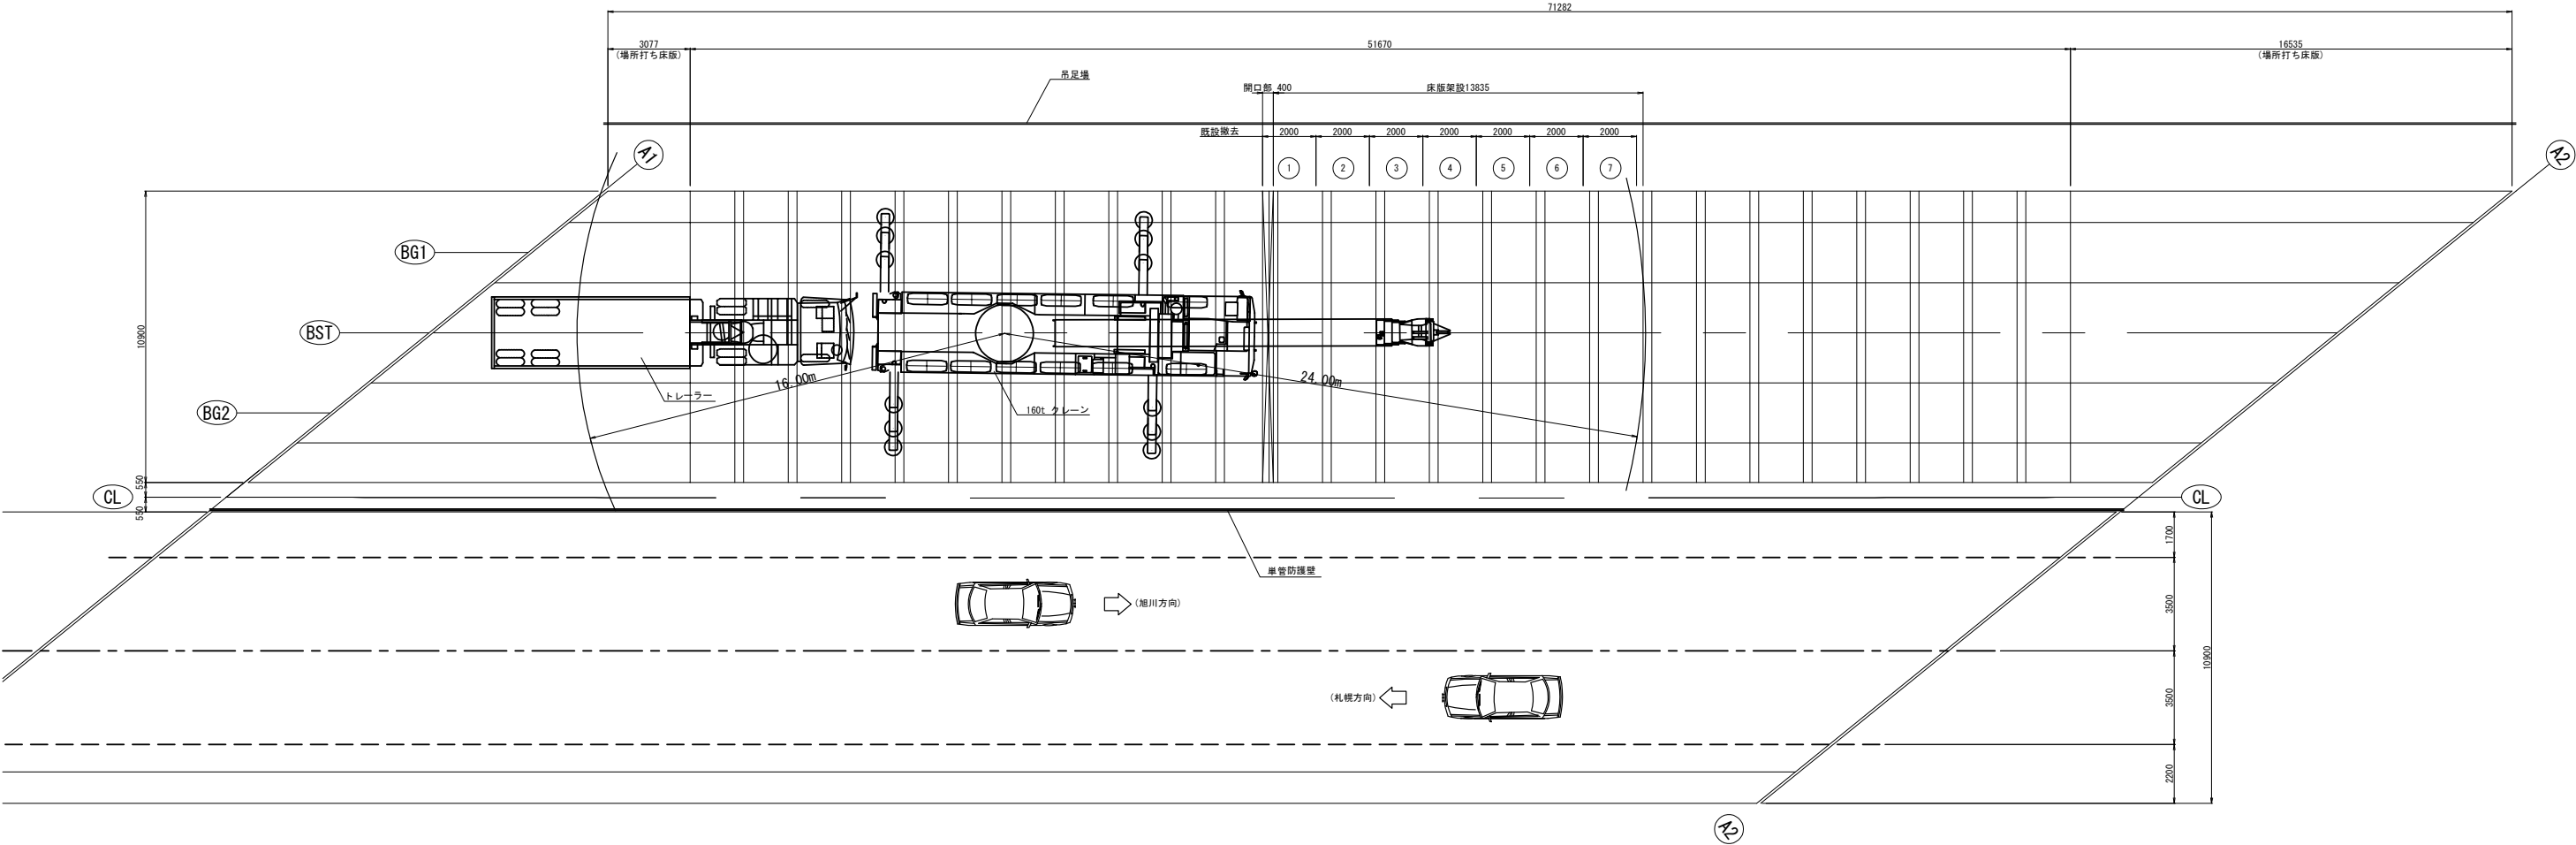 71282
3077
(場所打ち床版)
51670
16535
(場所打ち床版)
吊足場
開口部 400
床版架設13835
既設撤去
2000
2000
2000
2000
2000
2000
2000
1
2
3
4
5
6
7
A1
A2
BG1
BST
BG2
10900
550
550
CL
CL
16.00m
24.00m
トレーラー
160t クレーン
単管防護壁
(旭川方向)
(札幌方向)
1700
3500
3500
2200
10900
A2